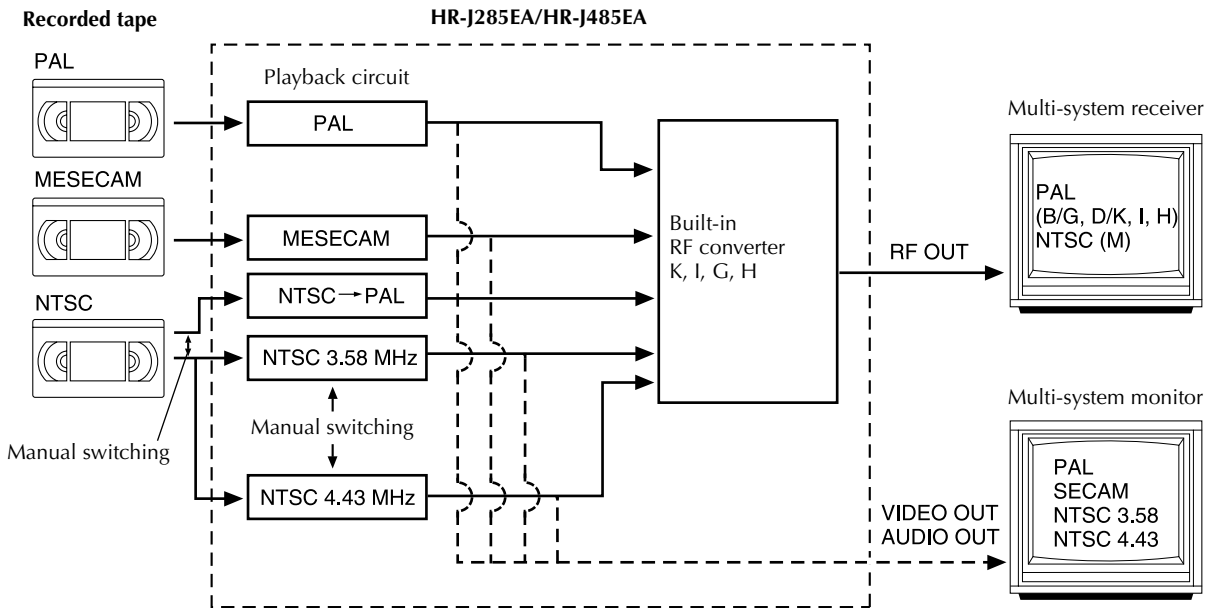 Recorded tape
HR-J285EA/HR-J485EA
PAL
MESECAM
NTSC
Manual switching
Playback circuit
PAL
MESECAM
NTSC→PAL
NTSC 3.58 MHz
Manual switching
NTSC 4.43 MHz
Built-in
RF converter
K, I, G, H
RF OUT
VIDEO OUT
AUDIO OUT
Multi-system receiver
PAL
(B/G, D/K, I, H)
NTSC (M)
Multi-system monitor
PAL
SECAM
NTSC 3.58
NTSC 4.43